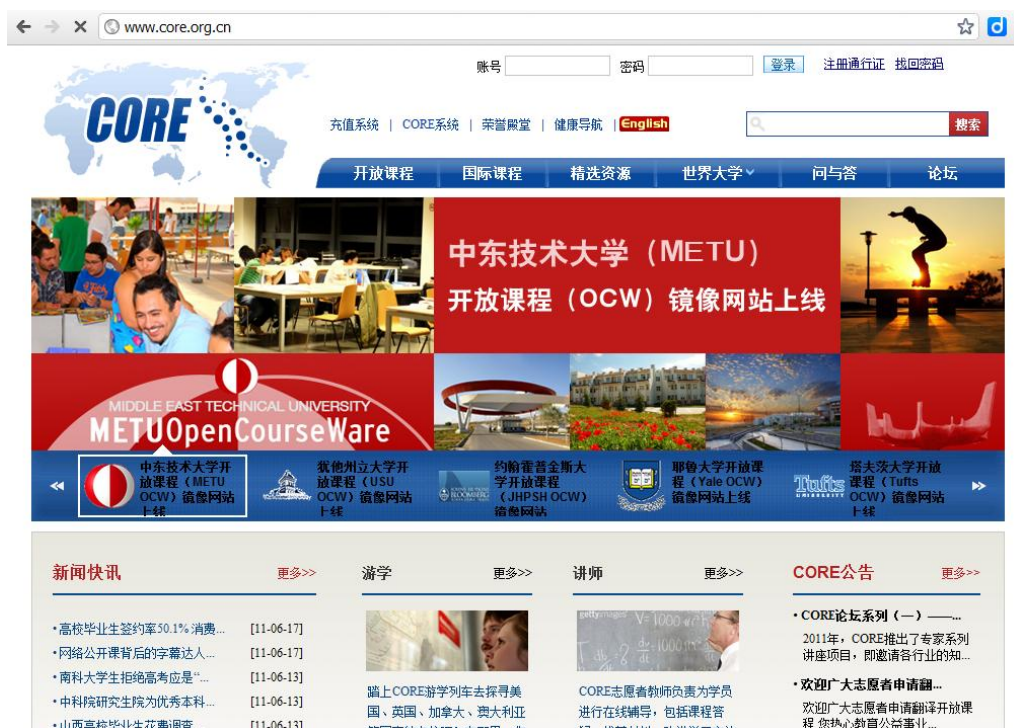 www.core.org.cn
账号
密码
登录
注册通行证 找回密码
CORE
充值系统 | CORE系统 | 荣誉殿堂 | 健康导航 | English
搜索
开放课程 国际课程 精选资源 世界大学 问与答 论坛
中东技术大学（METU）
开放课程（OCW）镜像网站上线
MIDDLE EAST TECHNICAL UNIVERSITY
METUOpenCourseWare
中东技术大学开
放课程（METU
OCW）镜像网站
上线
犹他州立大学开
放课程（USU
OCW）镜像网站
上线
约翰霍普金斯大
学开放课程
（JHPSH OCW）
镜像网站
耶鲁大学开放课
程（Yale OCW）
镜像网站上线
Tufts
UNIVERSITY
塔夫茨大学开放
课程（Tufts
OCW）镜像网站
上线
新闻快讯 更多>>
·高校毕业生签约率50.1% 消费... [11-06-17]
·网络公开课背后的字幕达人... [11-06-17]
·南科大学生拒绝高考应是“... [11-06-13]
·中科院研究生院为优秀本科... [11-06-13]
·山西高校毕业生花费调查 [11-06-13]
游学 更多>>
踏上CORE游学列车去探寻美
国、英国、加拿大、澳大利亚
讲师 更多>>
gettyimages
CORE志愿者教师负责为学员
进行在线辅导，包括课程答
CORE公告 更多>>
·CORE论坛系列（一）——...
2011年，CORE推出了专家系列
讲座项目，即邀请各行业的知...
·欢迎广大志愿者申请翻...
欢迎广大志愿者申请翻译开放课
程,您热心教育公益事业...